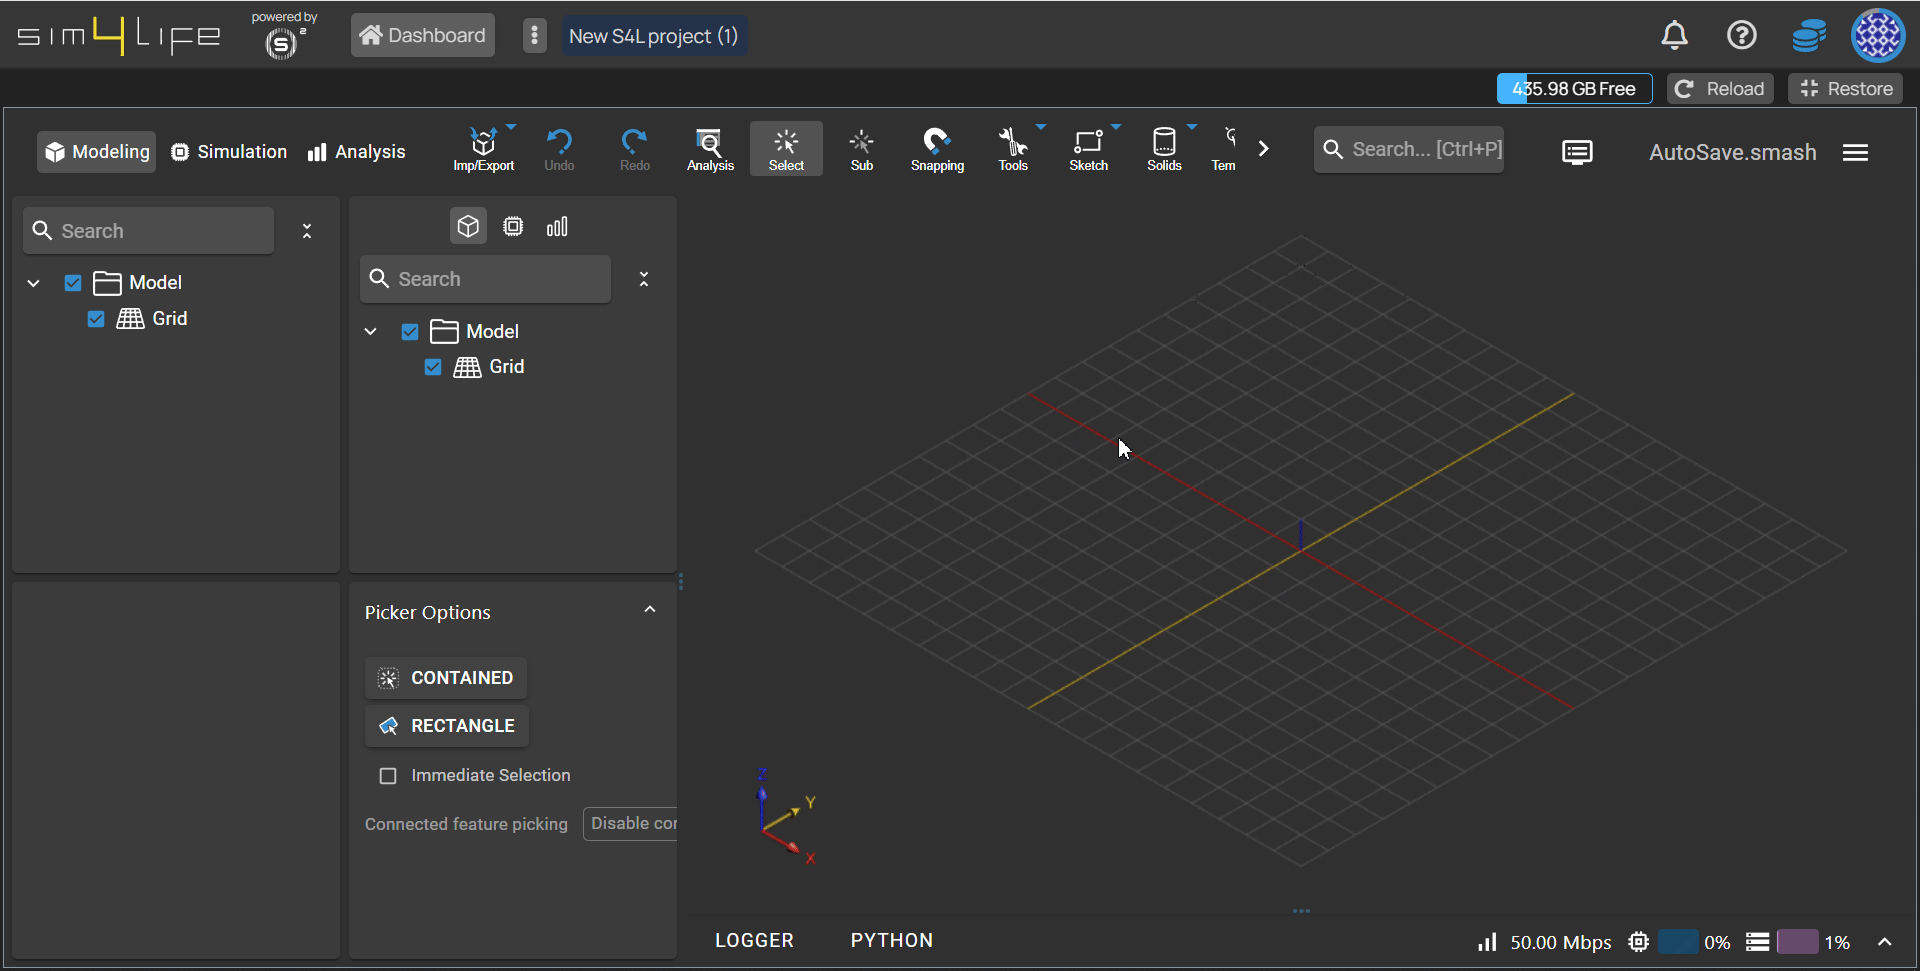 sim4life
powered by
s 2
Dashboard
New S4L project (1)
435.98 GB Free
Reload
Restore
Modeling
Simulation
Analysis
Imp/Export
Undo
Redo
Analysis
Select
Sub
Snapping
Tools
Sketch
Solids
Tem
Search... [Ctrl+P]
AutoSave.smash
Search
Model
Grid
Search
Model
Grid
Picker Options
CONTAINED
RECTANGLE
Immediate Selection
Connected feature picking
Disable cor
Z
Y
X
LOGGER
PYTHON
50.00 Mbps
0%
1%